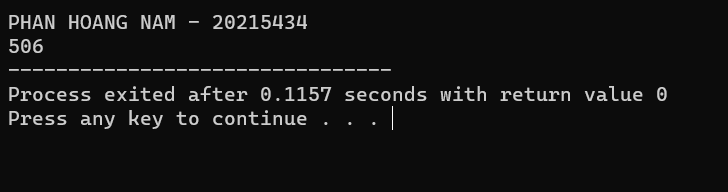 PHAN HOANG NAM - 20215434
506
--------------------------------
Process exited after 0.1157 seconds with return value 0
Press any key to continue . . .